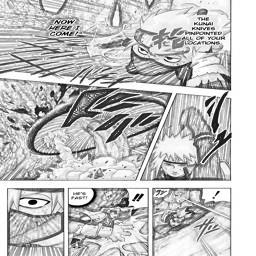 THE
KUNAI
KNIVES
PINPOINTED
ALL OF YOUR
LOCATIONS.
NOW
HERE I
COME!
HE'S
FAST!